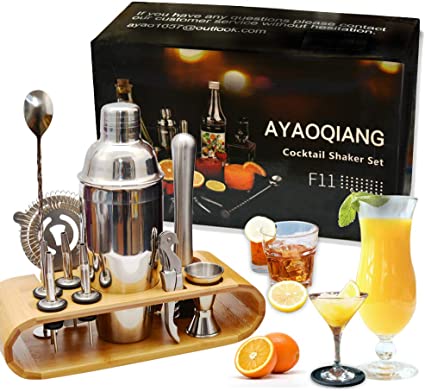 If you have any questions please contact
our customer service without hesitation.
ayao1657@outlook.com
AYAOQIANG
Cocktail Shaker Set
F11